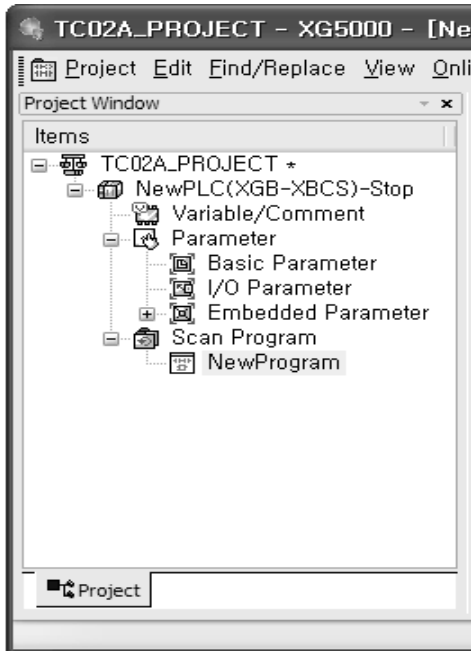 TC02A_PROJECT - XG5000 - [Ne
Project Edit Find/Replace View Onli
Project Window
Items
TC02A_PROJECT *
NewPLC(XGB-XBCS)-Stop
Variable/Comment
Parameter
Basic Parameter
I/O Parameter
Embedded Parameter
Scan Program
NewProgram
Project